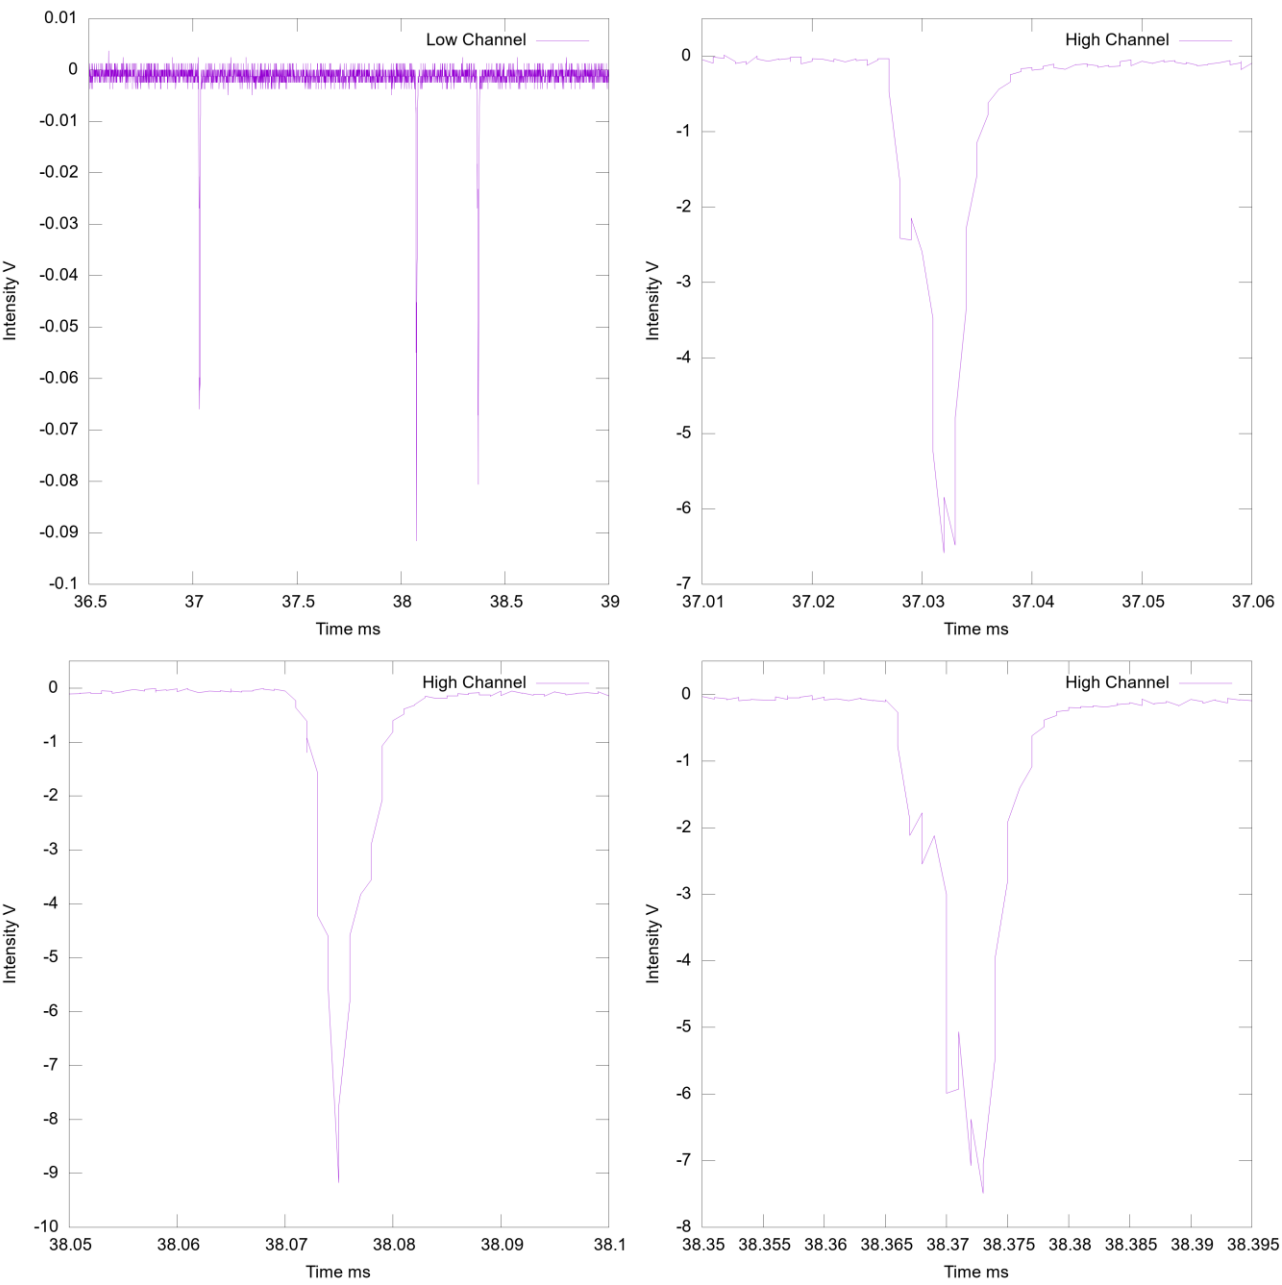 0.01
Low Channel
0
-0.01
-0.02
-0.03
-0.04
-0.05
-0.06
-0.07
-0.08
-0.09
-0.1
Intensity V
36.5 37 37.5 38 38.5 39
Time ms
High Channel
0
-1
-2
-3
-4
-5
-6
-7
Intensity V
37.01 37.02 37.03 37.04 37.05 37.06
Time ms
High Channel
0
-1
-2
-3
-4
-5
-6
-7
-8
-9
-10
Intensity V
38.05 38.06 38.07 38.08 38.09 38.1
Time ms
High Channel
0
-1
-2
-3
-4
-5
-6
-7
-8
Intensity V
38.35 38.355 38.36 38.365 38.37 38.375 38.38 38.385 38.39 38.395
Time ms